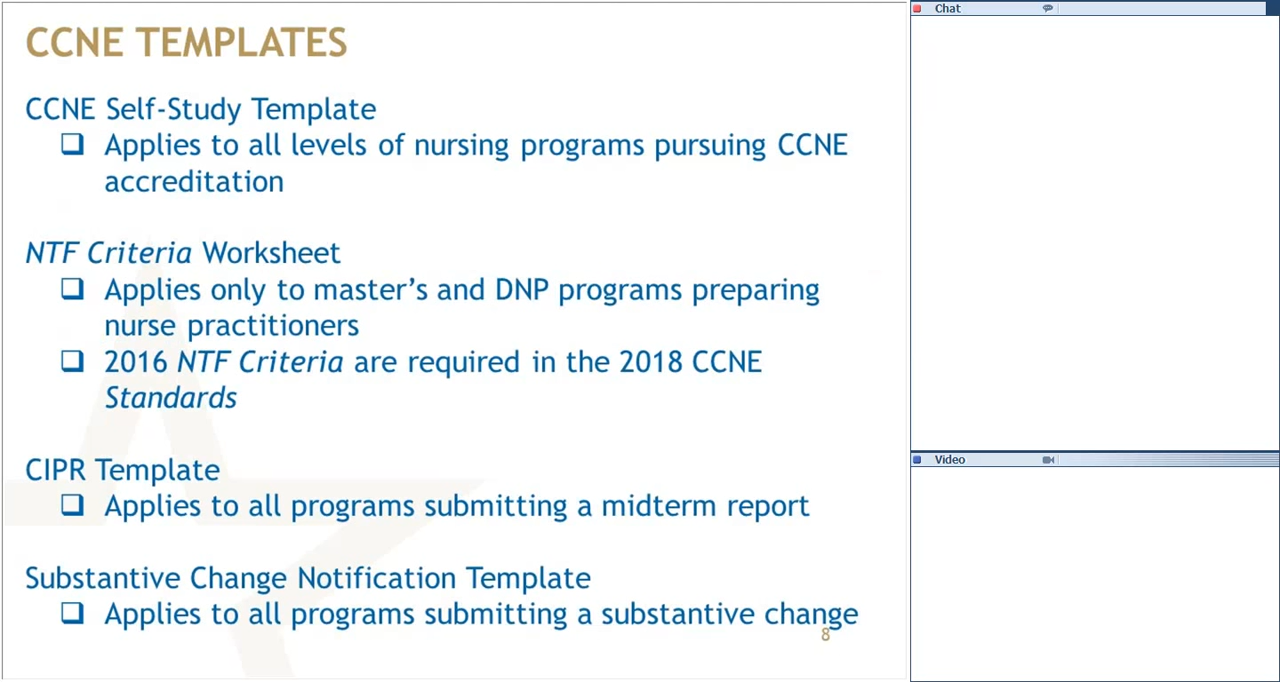 CCNE TEMPLATES
CCNE Self-Study Template
❑ Applies to all levels of nursing programs pursuing CCNE
accreditation
NTF Criteria Worksheet
❑ Applies only to master’s and DNP programs preparing
nurse practitioners
❑ 2016 NTF Criteria are required in the 2018 CCNE
Standards
CIPR Template
❑ Applies to all programs submitting a midterm report
Substantive Change Notification Template
❑ Applies to all programs submitting a substantive change
8
Chat
Video